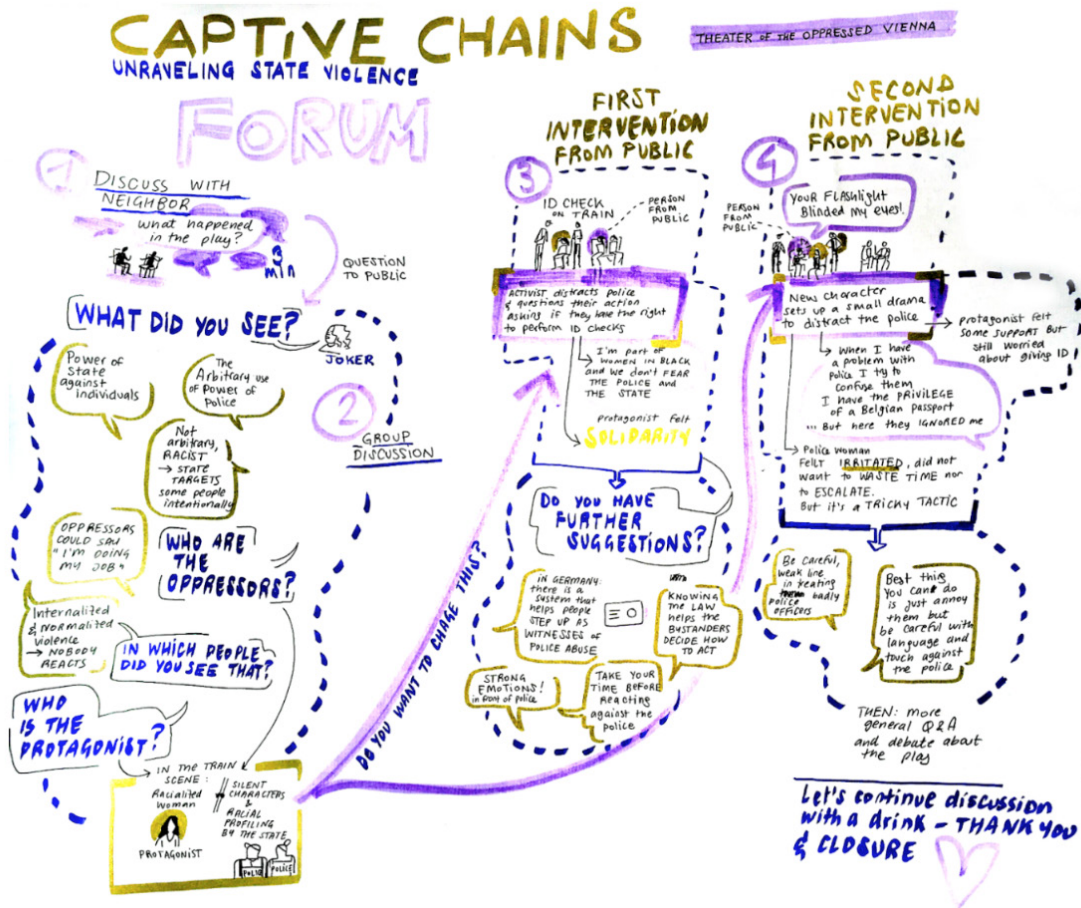 CAPTIVE CHAINS
UNRAVELING STATE VIOLENCE
THEATER OF THE OPPRESSED VIENNA
FORUM
1
DISCUSS WITH
NEIGHBOR
What happened
in the play?
3
min
QUESTION
TO PUBLIC
WHAT DID YOU SEE?
JOKER
Power of
state
against
individuals
The
Arbitrary use
of Power of
Police
Not
arbitrary,
RACIST
→ state
TARGETS
some people
intentionally
2
GROUP
DISCUSSION
OPPRESSORS
COULD SAY
"I'M DOING
MY JOB"
WHO ARE
THE
OPPRESSORS?
Internalized
& NORMALIZED
violence
→ NOBODY
REACTS
IN WHICH PEOPLE
DID YOU SEE THAT?
WHO
IS THE
PROTAGONIST?
IN THE TRAIN
SCENE:
Racialized
Woman
PROTAGONIST
SILENT
CHARACTERS
&
RACIAL
PROFILING
BY THE STATE
POLICE
DO YOU WANT TO CHAGE THIS?
FIRST
INTERVENTION
FROM PUBLIC
3
ID CHECK
ON TRAIN
PERSON
FROM
PUBLIC
ACTIVIST distracts police
& questions their action
asking if they have the right
to perform ID checks
I'm part of
WOMEN IN BLACK
and we don't FEAR
THE POLICE and
THE STATE
Protagonist felt
SOLIDARITY
DO YOU HAVE
FURTHER
SUGGESTIONS?
IN GERMANY:
there is a
system that
helps people
STEP UP AS
WITNESSES of
POLICE ABUSE
KNOWING
THE LAW
helps the
BYSTANDERS
DECIDE HOW
TO ACT
STRONG
EMOTIONS!
in front of police
TAKE YOUR
TIME BEFORE
Reacting
against the
police
SECOND
INTERVENTION
FROM PUBLIC
4
YOUR FLASHLIGHT
Blinded my eyes!
PERSON
FROM
PUBLIC
New character
sets up a small drama
to distract the police
protagonist felt
some SUPPORT but
still worried
about giving ID
When I have
a problem with
police I try to
confuse them
I have the PRIVILEGE
of a Belgian passport
... But here they IGNORED me
Police woman
FELT IRRITATED, did not
want to WASTE TIME nor
to ESCALATE.
But it's a TRICKY TACTIC
Be careful,
weak line
in treating
badly
police
officers
Best thing
you can do
is just annoy
them but
be careful with
language and
touch against
the police
THEN: more
general Q&A
and debate about
the play
Let's continue discussion
with a drink – THANK YOU
& CLOSURE